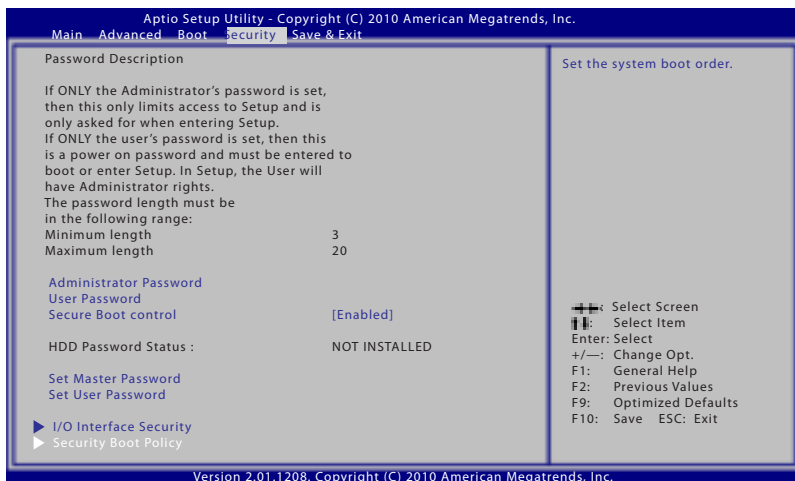 Aptio Setup Utility - Copyright (C) 2010 American Megatrends, Inc.
Main Advanced Boot Security Save & Exit
Password Description
If ONLY the Administrator's password is set,
then this only limits access to Setup and is
only asked for when entering Setup.
If ONLY the user's password is set, then this
is a power on password and must be entered to
boot or enter Setup. In Setup, the User will
have Administrator rights.
The password length must be
in the following range:
Minimum length 3
Maximum length 20
Administrator Password
User Password
Secure Boot control [Enabled]
HDD Password Status : NOT INSTALLED
Set Master Password
Set User Password
I/O Interface Security
Security Boot Policy
Set the system boot order.
: Select Screen
: Select Item
Enter: Select
+/—: Change Opt.
F1: General Help
F2: Previous Values
F9: Optimized Defaults
F10: Save ESC: Exit
Version 2.01.1208. Copyright (C) 2010 American Megatrends, Inc.